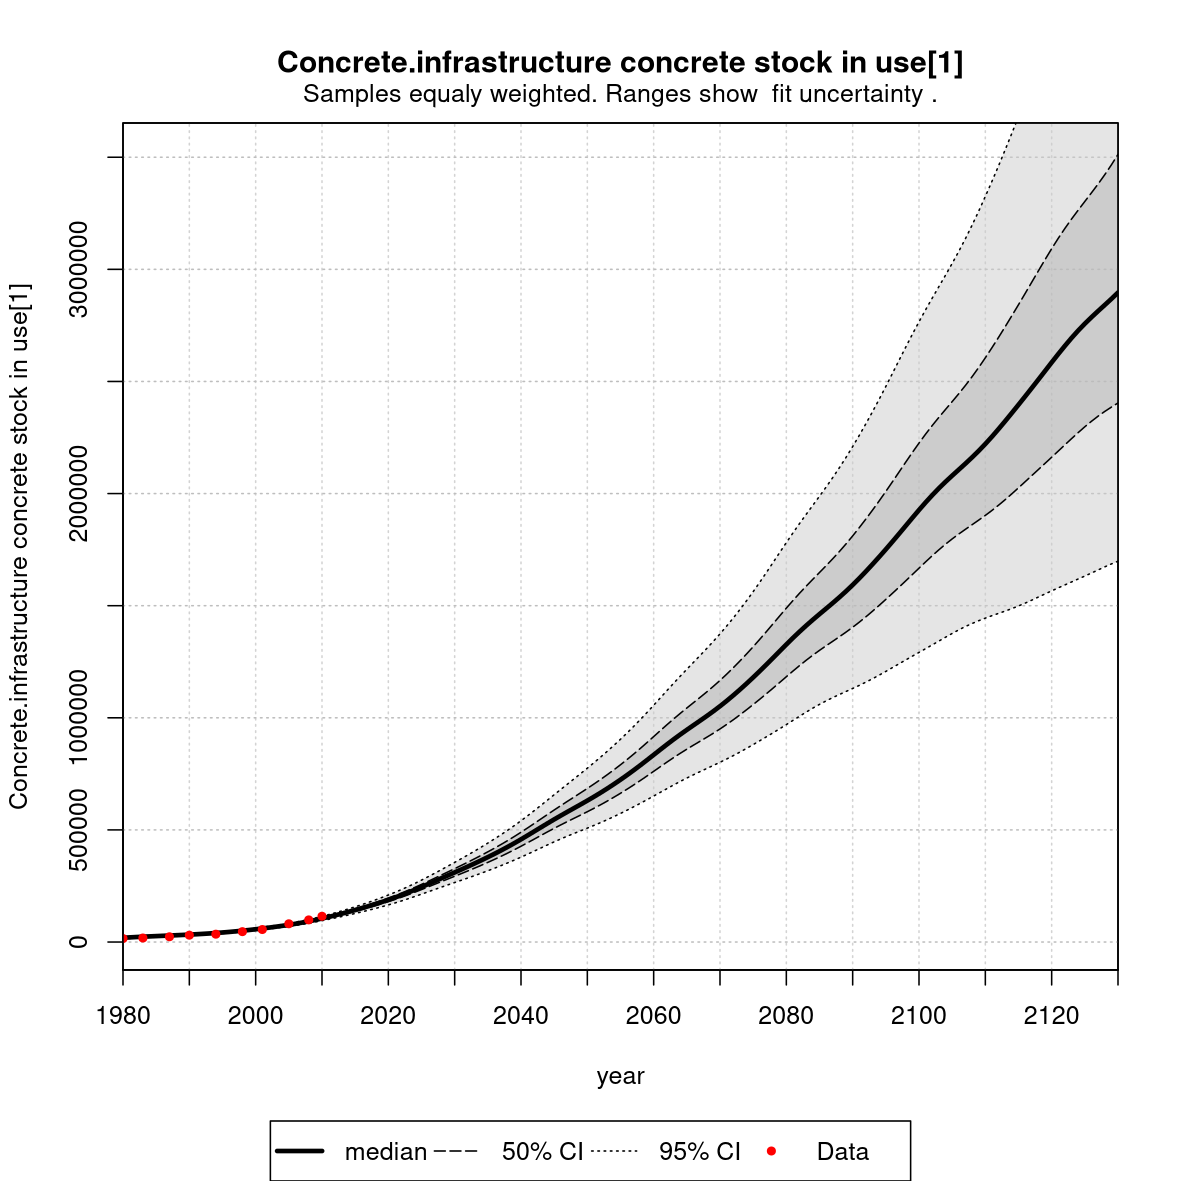 Concrete.infrastructure concrete stock in use[1]
Samples equaly weighted. Ranges show  fit uncertainty .
Concrete.infrastructure concrete stock in use[1]
3000000
2000000
1000000
500000
0
1980 2000 2020 2040 2060 2080 2100 2120
year
median 50% CI 95% CI Data